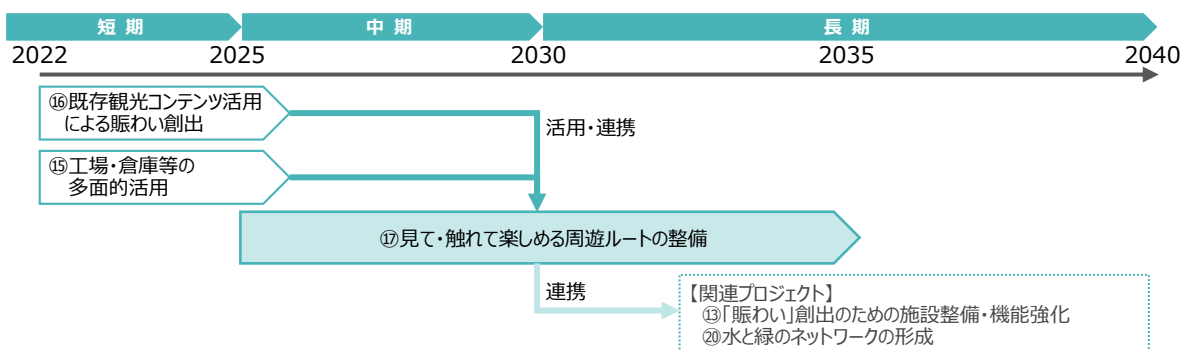 短期 中期 長期
2022 2025 2030 2035 2040
⑯既存観光コンテンツ活用
による賑わい創出
活用・連携
⑮工場・倉庫等の
多面的活用
⑰見て・触れて楽しめる周遊ルートの整備
連携
【関連プロジェクト】
⑬「賑わい」創出のための施設整備・機能強化
⑳水と緑のネットワークの形成